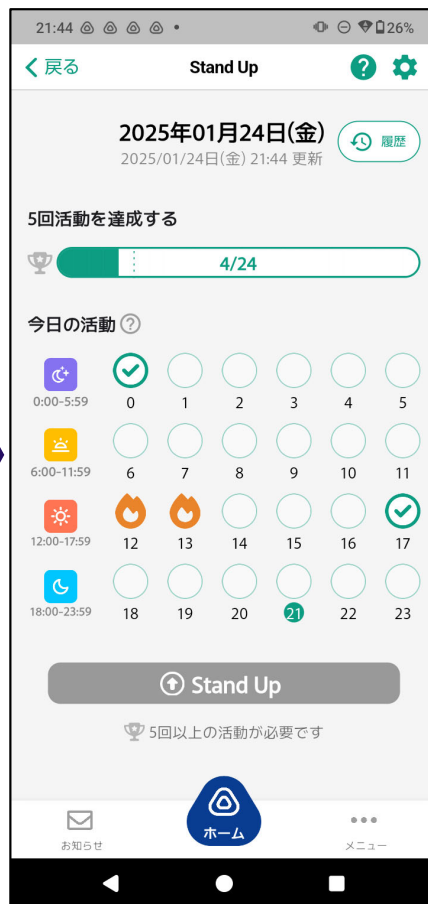 21:44 26%
戻る Stand Up ?
2025年01月24日(金)
2025/01/24日(金) 21:44 更新
履歴
5回活動を達成する
4/24
今日の活動 ?
0:00-5:59 0 1 2 3 4 5
6:00-11:59 6 7 8 9 10 11
12:00-17:59 12 13 14 15 16 17
18:00-23:59 18 19 20 21 22 23
Stand Up
5回以上の活動が必要です
お知らせ ホーム メニュー